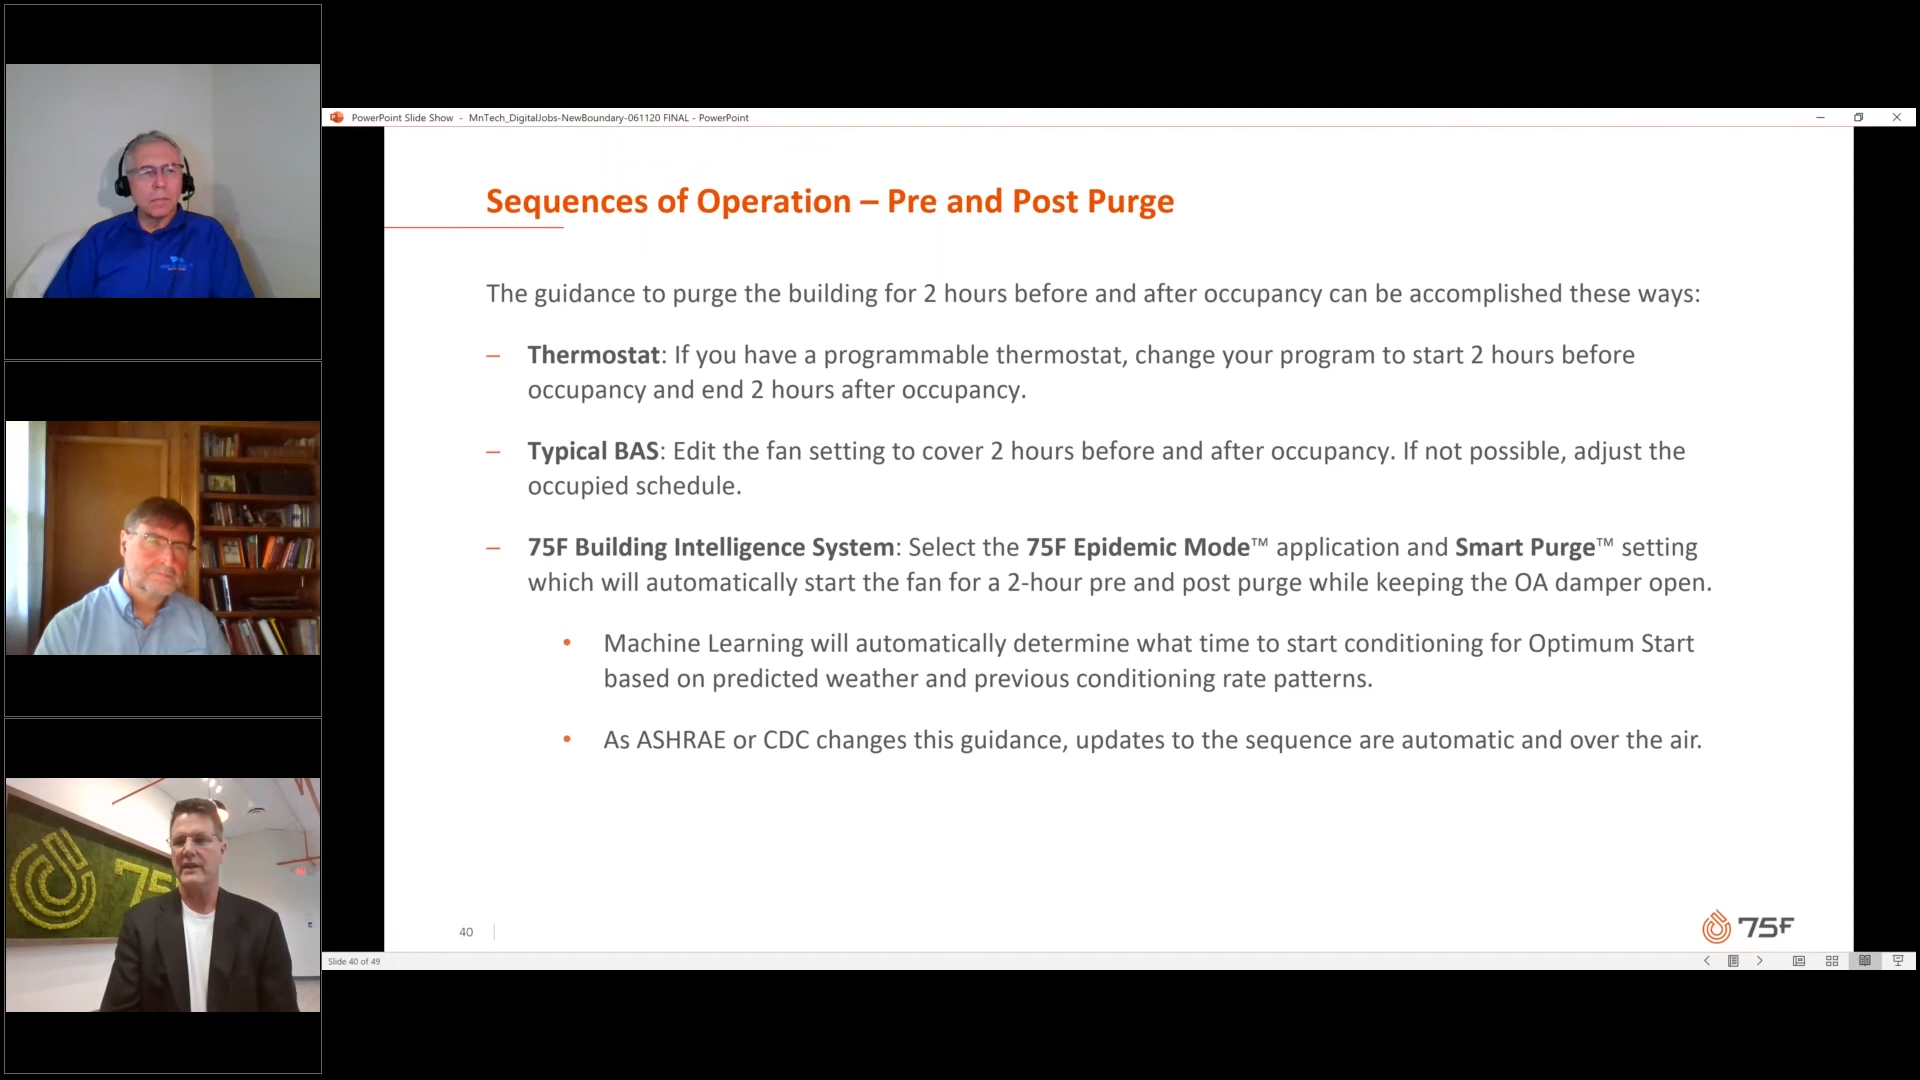 PowerPoint Slide Show - MnTech_DigitalJobs-NewBoundary-061120 FINAL - PowerPoint
Sequences of Operation – Pre and Post Purge
The guidance to purge the building for 2 hours before and after occupancy can be accomplished these ways:
– Thermostat: If you have a programmable thermostat, change your program to start 2 hours before
occupancy and end 2 hours after occupancy.
– Typical BAS: Edit the fan setting to cover 2 hours before and after occupancy. If not possible, adjust the
occupied schedule.
– 75F Building Intelligence System: Select the 75F Epidemic Mode™ application and Smart Purge™ setting
which will automatically start the fan for a 2-hour pre and post purge while keeping the OA damper open.
• Machine Learning will automatically determine what time to start conditioning for Optimum Start
based on predicted weather and previous conditioning rate patterns.
• As ASHRAE or CDC changes this guidance, updates to the sequence are automatic and over the air.
75
40
75F
Slide 40 of 49